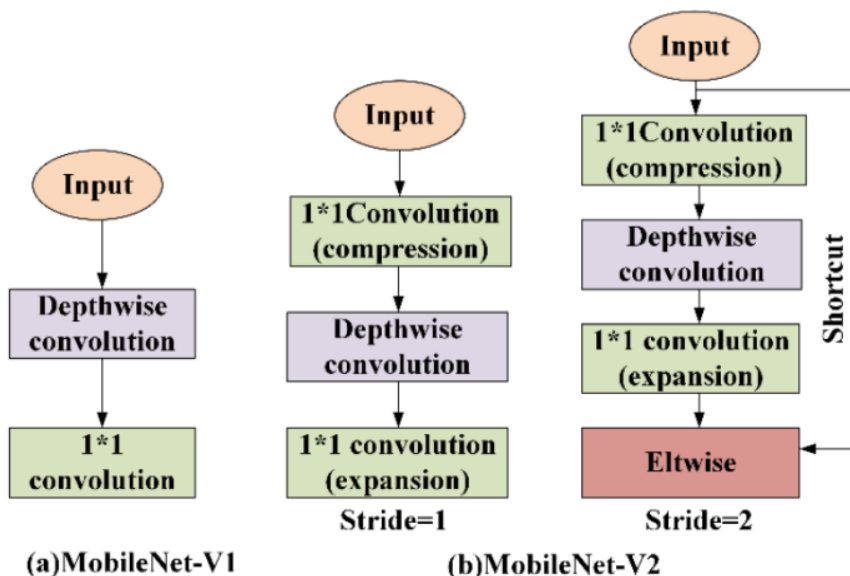 Input
Depthwise
convolution
1*1
convolution
(a)MobileNet-V1
Input
1*1Convolution
(compression)
Depthwise
convolution
1*1 convolution
(expansion)
Stride=1
Input
1*1Convolution
(compression)
Depthwise
convolution
1*1 convolution
(expansion)
Eltwise
Shortcut
Stride=2
(b)MobileNet-V2